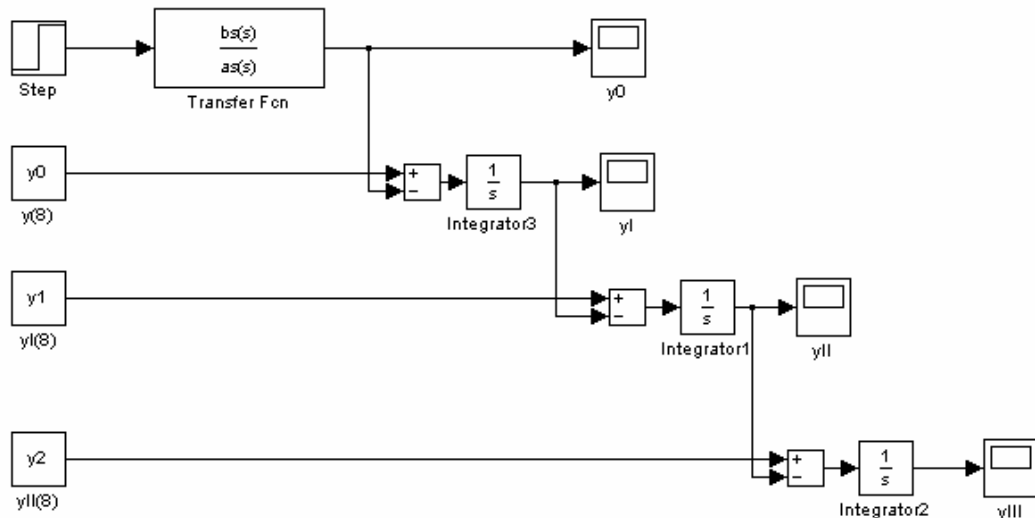 bs(s)
as(s)
Step
Transfer Fcn
y0
y0
y(8)
+
−
1
s
Integrator3
yI
y1
yI(8)
+
−
1
s
Integrator1
yII
y2
yII(8)
+
−
1
s
Integrator2
yIII